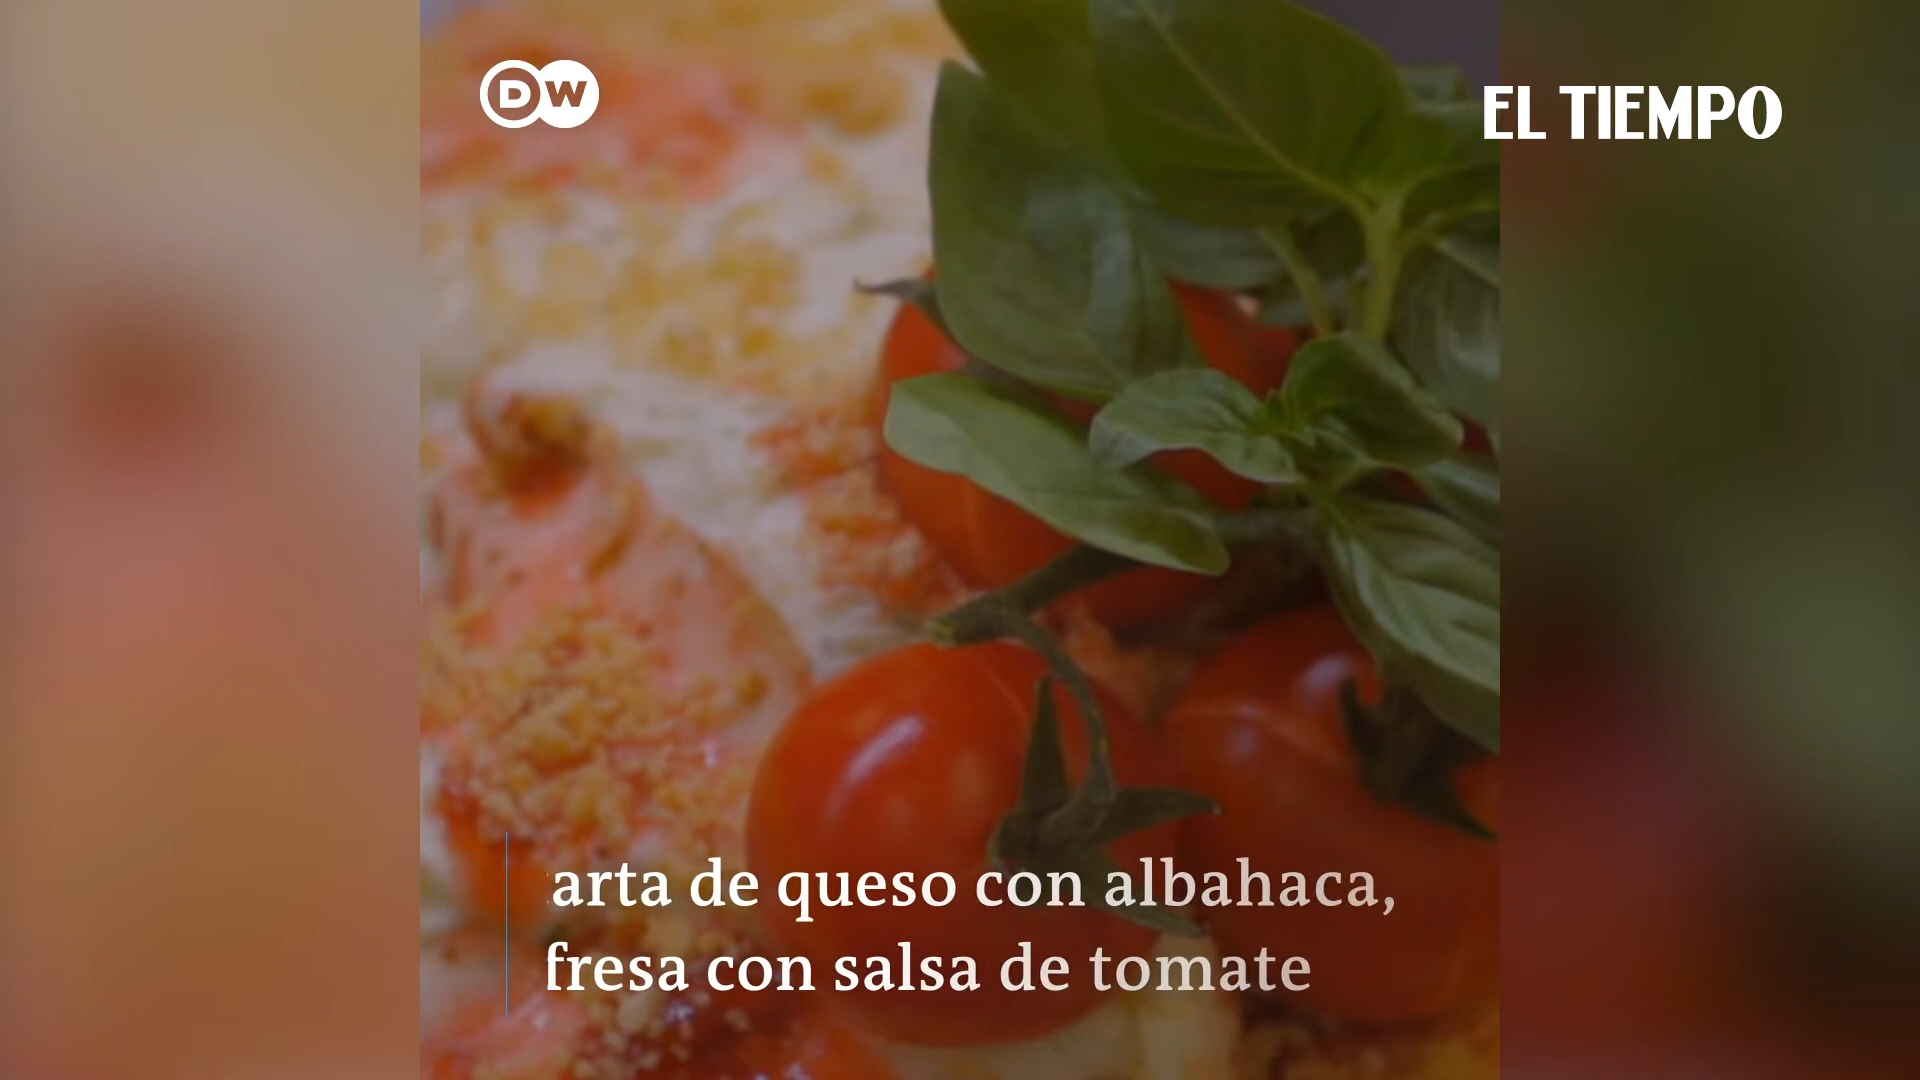 DW
EL TIEMPO
arta de queso con albahaca,
fresa con salsa de tomate